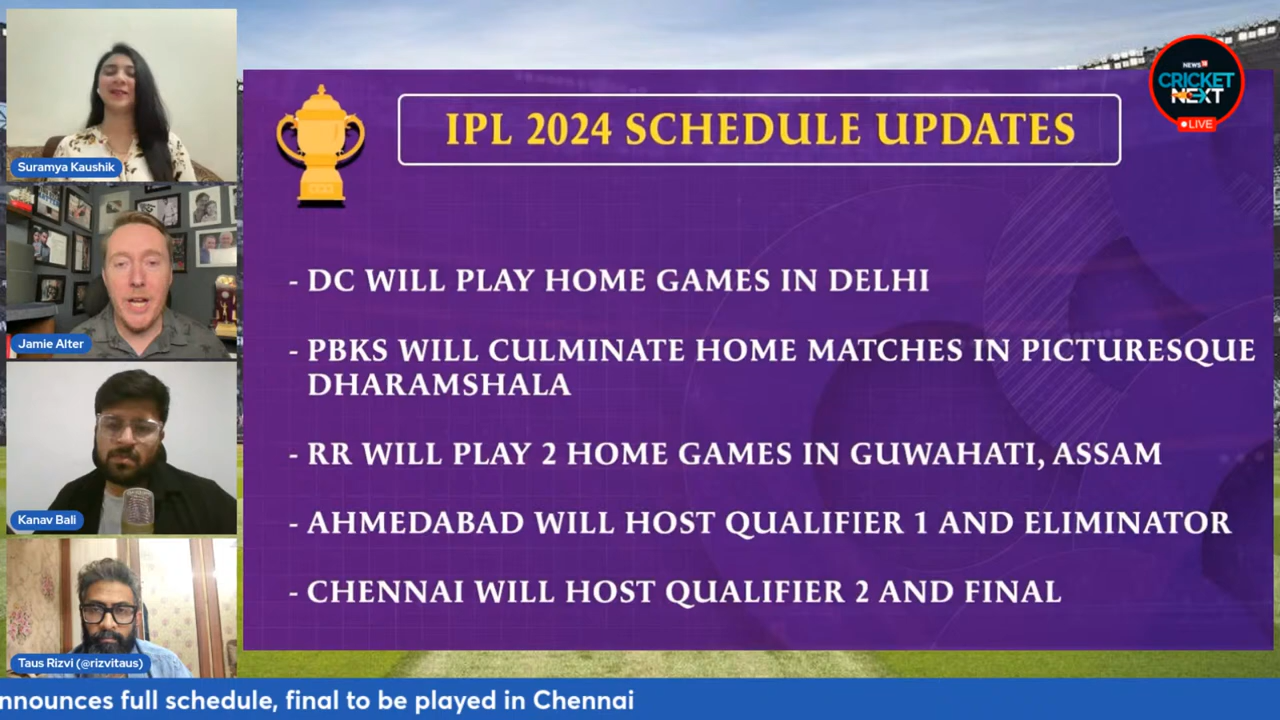 Suramya Kaushik
Jamie Alter
Kanav Bali
Taus Rizvi (@rizvitaus)
NEWS18
CRICKET
NEXT
LIVE
IPL 2024 SCHEDULE UPDATES
- DC WILL PLAY HOME GAMES IN DELHI
- PBKS WILL CULMINATE HOME MATCHES IN PICTURESQUE
DHARAMSHALA
- RR WILL PLAY 2 HOME GAMES IN GUWAHATI, ASSAM
- AHMEDABAD WILL HOST QUALIFIER 1 AND ELIMINATOR
- CHENNAI WILL HOST QUALIFIER 2 AND FINAL
nnounces full schedule, final to be played in Chennai